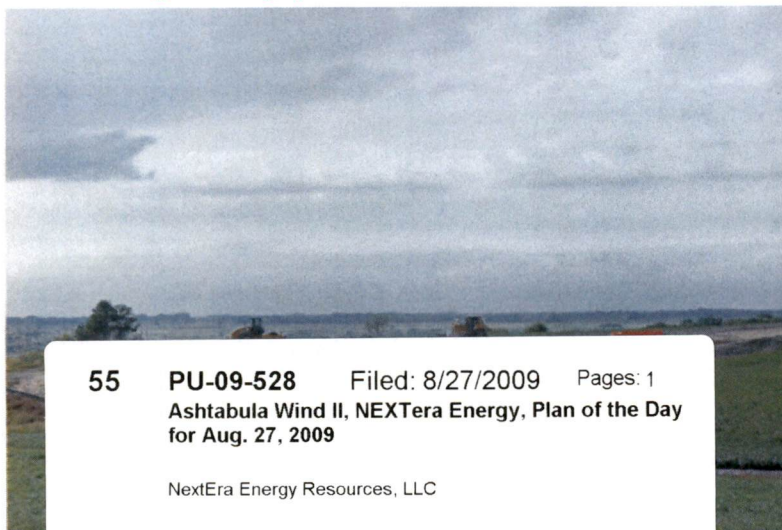 55 PU-09-528 Filed: 8/27/2009 Pages: 1
Ashtabula Wind II, NEXTera Energy, Plan of the Day
for Aug. 27, 2009
NextEra Energy Resources, LLC